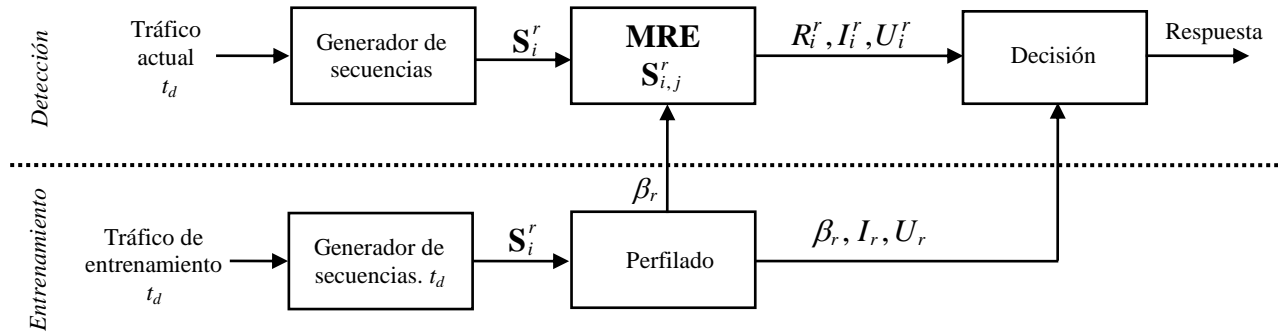 Detección
Tráfico
actual
t_d
Generador de
secuencias
S_i^r
MRE
S_{i,j}^r
R_i^r, I_i^r, U_i^r
Decisión
Respuesta
Entrenamiento
Tráfico de
entrenamiento
t_d
Generador de
secuencias. t_d
S_i^r
β_r
Perfilado
β_r, I_r, U_r